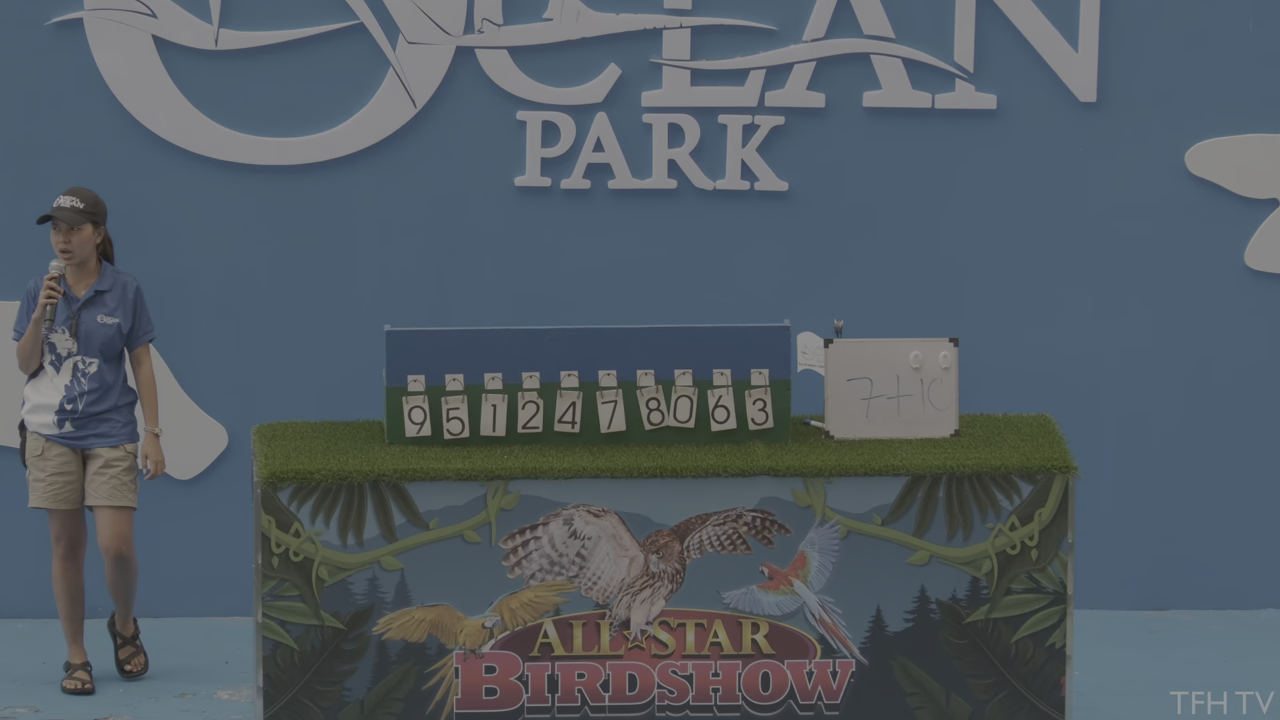 OCEAN
PARK
9 5 1 2 4 7 8 0 6 3
7+10
ALL STAR
BIRDSHOW
TFH TV